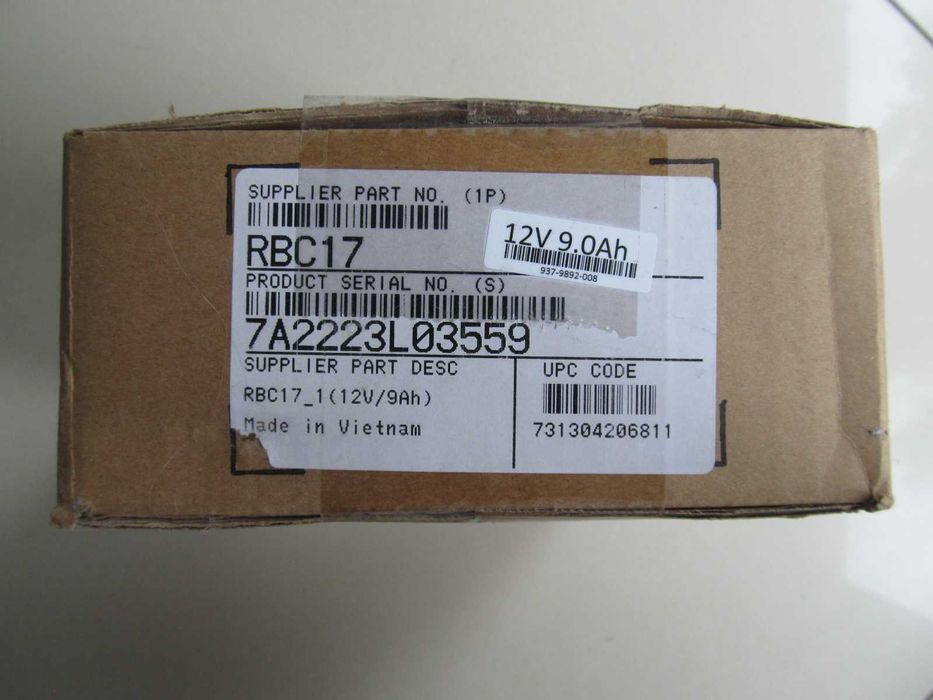 SUPPLIER PART NO. (1P)
RBC17
12V 9.0Ah
937-9892-008
PRODUCT SERIAL NO. (S)
7A2223L03559
SUPPLIER PART DESC
RBC17_1(12V/9Ah)
Made in Vietnam
UPC CODE
731304206811